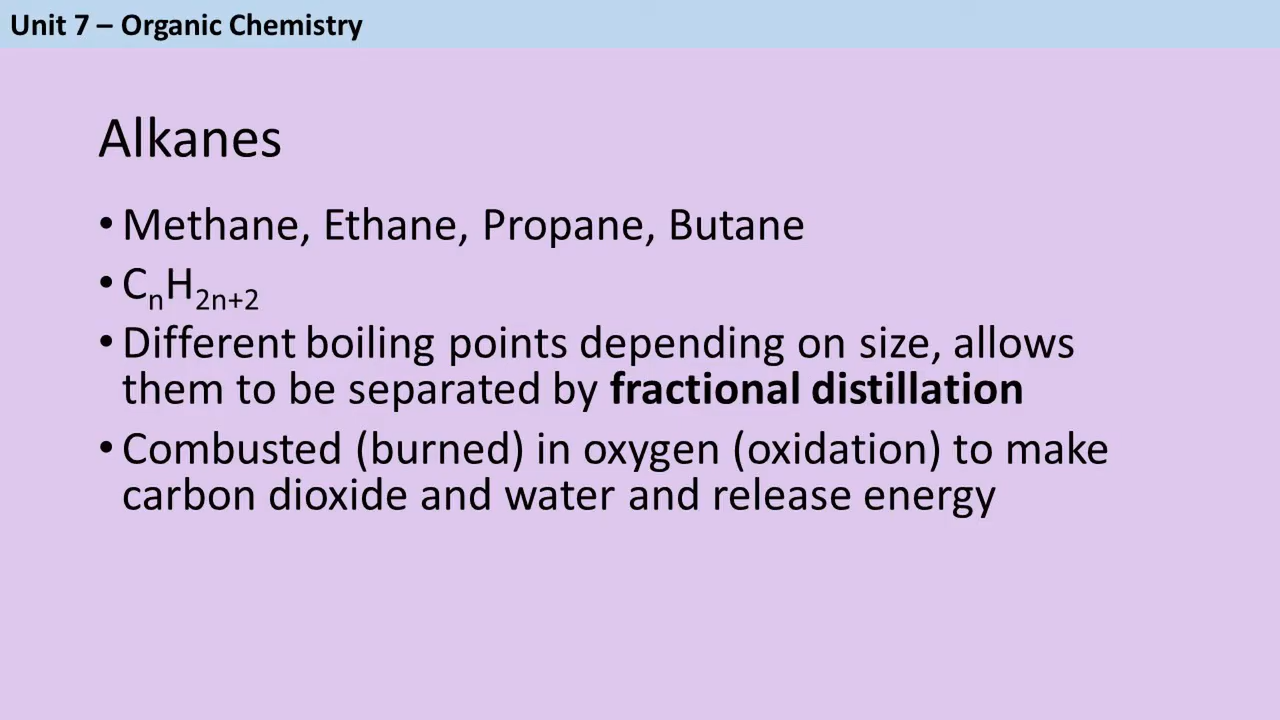 Unit 7 – Organic Chemistry
Alkanes
• Methane, Ethane, Propane, Butane
• CₙH₂ₙ₊₂
• Different boiling points depending on size, allows
them to be separated by fractional distillation
• Combusted (burned) in oxygen (oxidation) to make
carbon dioxide and water and release energy